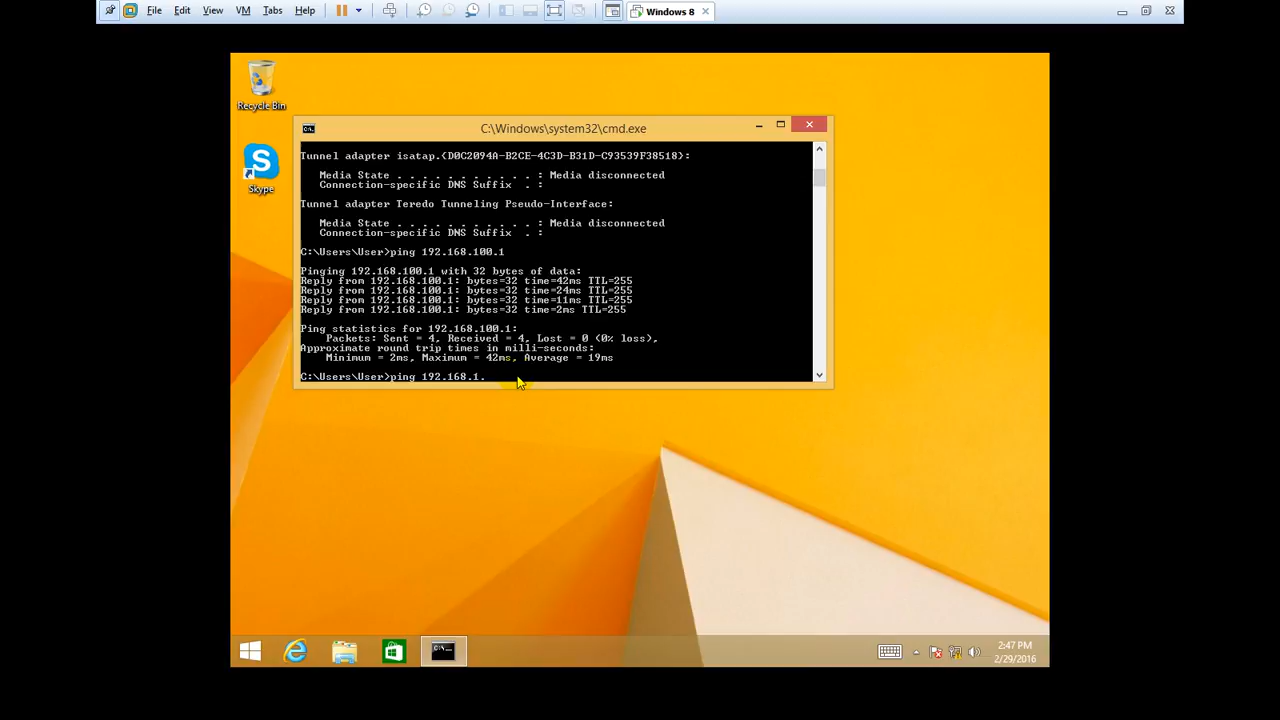 File Edit View VM Tabs Help
Windows 8
Recycle Bin
Skype
C:\Windows\system32\cmd.exe
Tunnel adapter isatap.{D0C2094A-B2CE-4C3D-B31D-C93539F38518}:
Media State . . . . . . . . . . . : Media disconnected
Connection-specific DNS Suffix . :
Tunnel adapter Teredo Tunneling Pseudo-Interface:
Media State . . . . . . . . . . . : Media disconnected
Connection-specific DNS Suffix . :
C:\Users\User>ping 192.168.100.1
Pinging 192.168.100.1 with 32 bytes of data:
Reply from 192.168.100.1: bytes=32 time=42ms TTL=255
Reply from 192.168.100.1: bytes=32 time=24ms TTL=255
Reply from 192.168.100.1: bytes=32 time=11ms TTL=255
Reply from 192.168.100.1: bytes=32 time=2ms TTL=255
Ping statistics for 192.168.100.1:
Packets: Sent = 4, Received = 4, Lost = 0 (0% loss),
Approximate round trip times in milli-seconds:
Minimum = 2ms, Maximum = 42ms, Average = 19ms
C:\Users\User>ping 192.168.1.
2:47 PM
2/29/2016